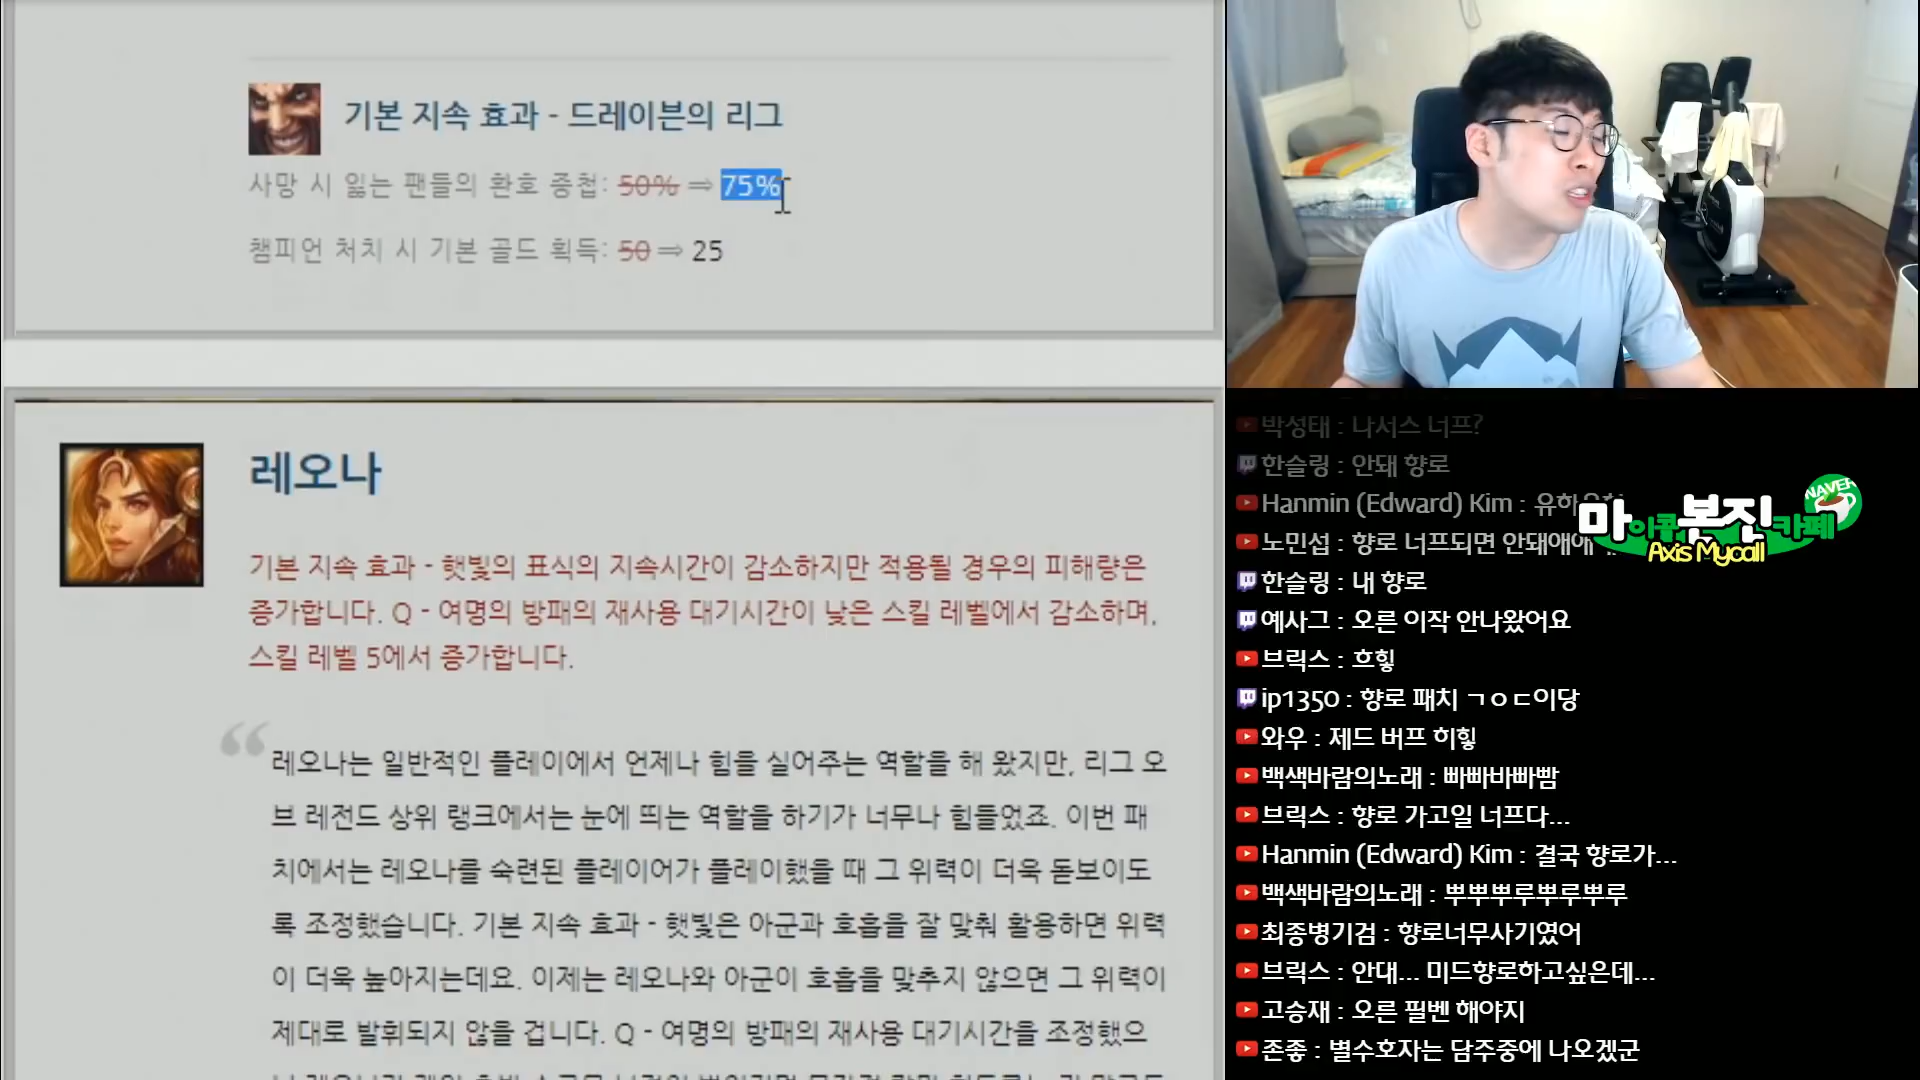 기본 지속 효과 - 드레이븐의 리그
사망 시 잃는 팬들의 환호 중첩: 50% ⇒ 75%
챔피언 처치 시 기본 골드 획득: 50 ⇒ 25
레오나
기본 지속 효과 - 햇빛의 표식의 지속시간이 감소하지만 적용될 경우의 피해량은
증가합니다. Q - 여명의 방패의 재사용 대기시간이 낮은 스킬 레벨에서 감소하며,
스킬 레벨 5에서 증가합니다.
“
레오나는 일반적인 플레이에서 언제나 힘을 실어주는 역할을 해 왔지만, 리그 오
브 레전드 상위 랭크에서는 눈에 띄는 역할을 하기가 너무나 힘들었죠. 이번 패
치에서는 레오나를 숙련된 플레이어가 플레이했을 때 그 위력이 더욱 돋보이도
록 조정했습니다. 기본 지속 효과 - 햇빛은 아군과 호흡을 잘 맞춰 활용하면 위력
이 더욱 높아지는데요. 이제는 레오나와 아군이 호흡을 맞추지 않으면 그 위력이
제대로 발휘되지 않을 겁니다. Q - 여명의 방패의 재사용 대기시간을 조정했으
박성태 : 나서스 너프?
한슬링 : 안돼 향로
Hanmin (Edward) Kim :
노민섭 : 향로 너프되면 안돼애애
한슬링 : 내 향로
예사그 : 오른 이작 안나왔어요
브릭스 : 흐힣
ip1350 : 향로 패치 ㄱㅇㄷ이당
와우 : 제드 버프 히힣
백색바람의노래 : 빠빠바빠빰
브릭스 : 향로 가고일 너프다...
Hanmin (Edward) Kim : 결국 향로가...
백색바람의노래 : 뿌뿌뿌루뿌루뿌루
최종병기검 : 향로너무사기였어
브릭스 : 안대... 미드향로하고싶은데...
고승재 : 오른 필벤 해야지
존좋 : 별수호자는 담주중에 나오겠군
NAVER
마이콜본진카페
Axis Mycall